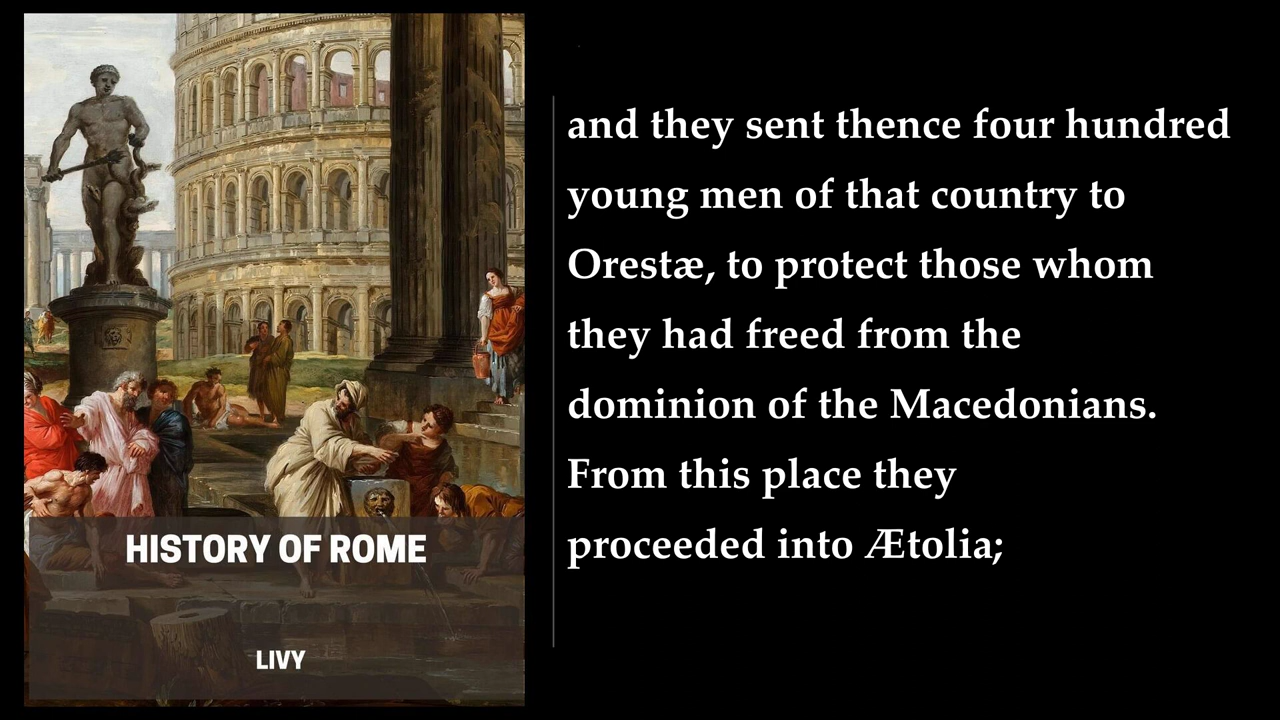 HISTORY OF ROME
LIVY
and they sent thence four hundred
young men of that country to
Orestæ, to protect those whom
they had freed from the
dominion of the Macedonians.
From this place they
proceeded into Ætolia;